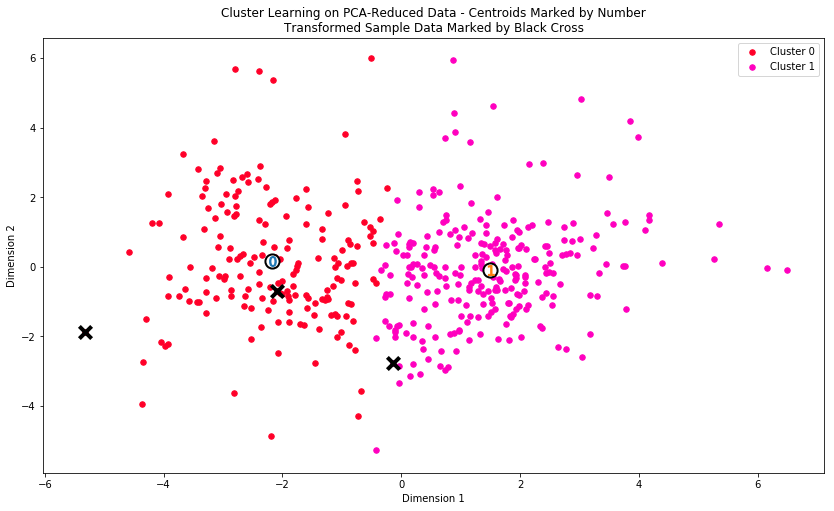 Cluster Learning on PCA-Reduced Data - Centroids Marked by Number
Transformed Sample Data Marked by Black Cross
Cluster 0
Cluster 1
6
4
2
0
−2
−4
Dimension 2
0
1
−6
−4
−2
0
2
4
6
Dimension 1